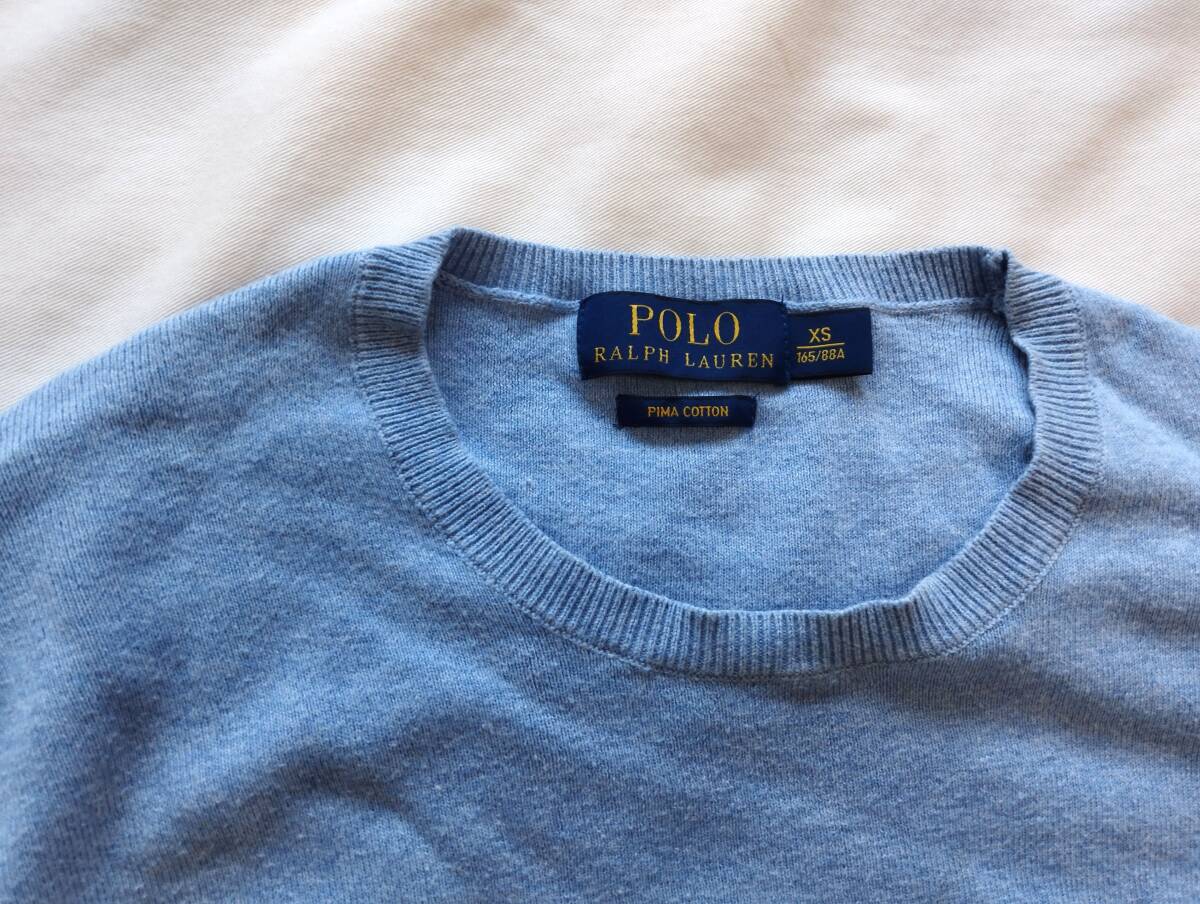 POLO
RALPH LAUREN
XS
165/88A
PIMA COTTON